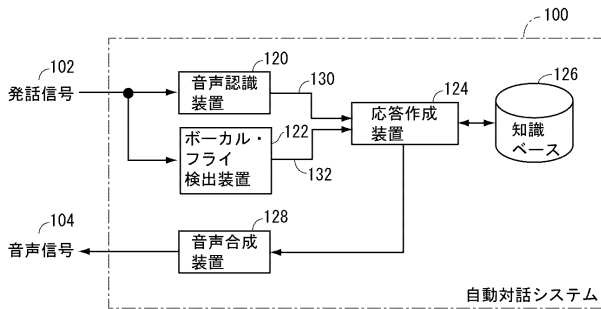 100
102
発話信号
120
音声認識
装置
130
122
ボーカル・
フライ
検出装置
132
124
応答作成
装置
126
知識
ベース
104
音声信号
128
音声合成
装置
自動対話システム